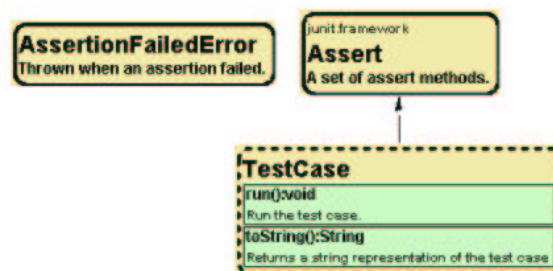 AssertionFailedError
Thrown when an assertion failed.
junit.framework
Assert
A set of assert methods.
TestCase
run():void
Run the test case.
toString():String
Returns a string representation of the test case